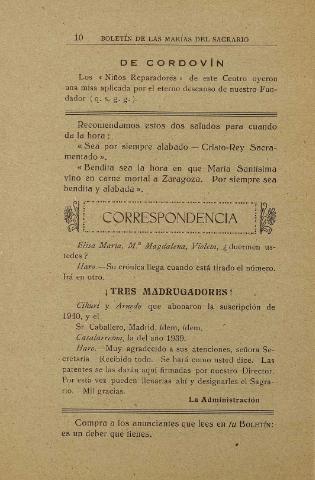 10 BOLETÍN DE LAS MARÍAS DEL SAGRARIO
DE CORDOVÍN
Los «Niños Reparadores» de este Centro oyeron
una misa aplicada por el eterno descanso de nuestro Fun-
dador (q. s. g. g.)
Recomendamos estos dos saludos para cuando
da la hora:
«Sea por siempre alabado — Cristo-Rey Sacra-
mentado».
«Bendita sea la hora en que María Santísima
vino en carne mortal a Zaragoza. Por siempre sea
bendita y alabada».
CORRESPONDENCIA
Elisa María, M.ª Magdalena, Violeta, ¿duermen us-
tedes?
Haro.—Su crónica llega cuando está tirado el número.
Irá en otro.
¡TRES MADRUGADORES!
Cihuri y Arnedo que abonaron la suscripción de
1940, y el
Sr. Caballero, Madrid, ídem, ídem.
Catalarreina, la del año 1939.
Haro.—Muy agradecido a sus atenciones, señora Se-
cretaria. Recibido todo. Se hará como usted dice. Las
patentes se las darán aquí firmadas por nuestro Director.
Por esta vez pueden llenarlas ahí y designarles el Sagra-
rio. Mil gracias.
La Administración
Compra a los anunciantes que lees en tu BOLETÍN:
es un deber que tienes.